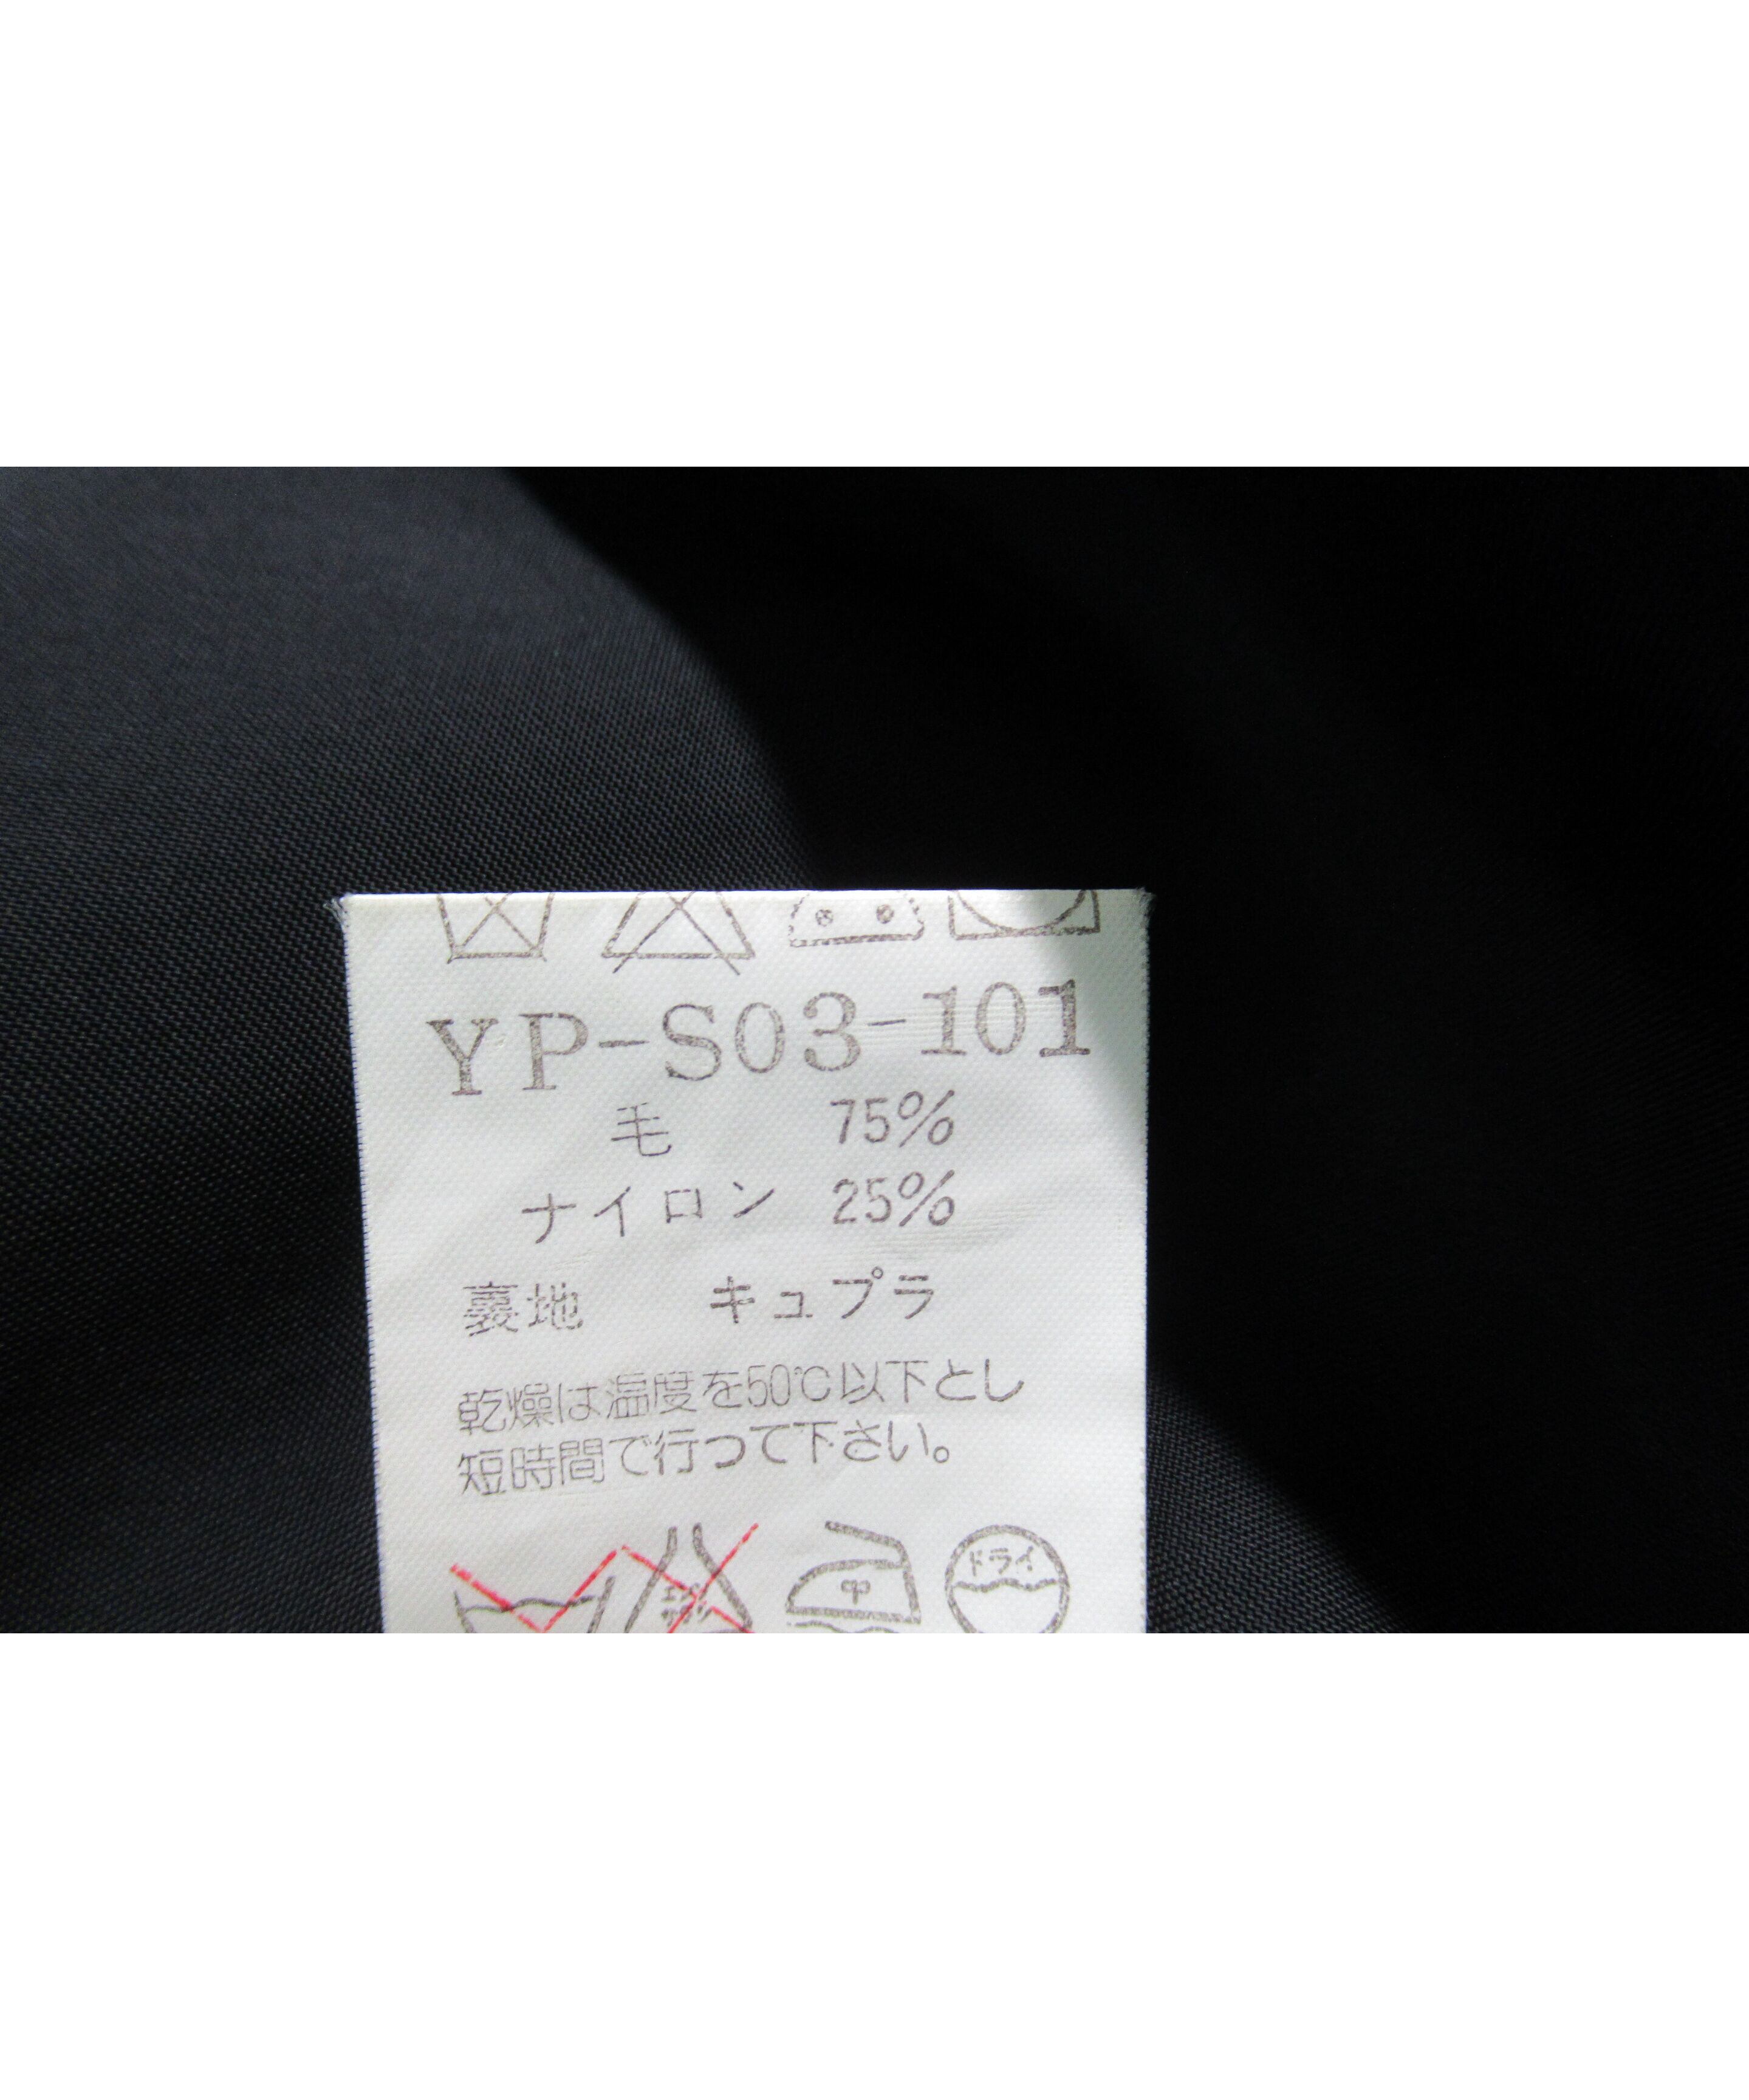 YP-S03-101
毛 75%
ナイロン 25%
裏地 キュプラ
乾燥は温度を50℃以下とし
短時間で行って下さい。
中 ドライ